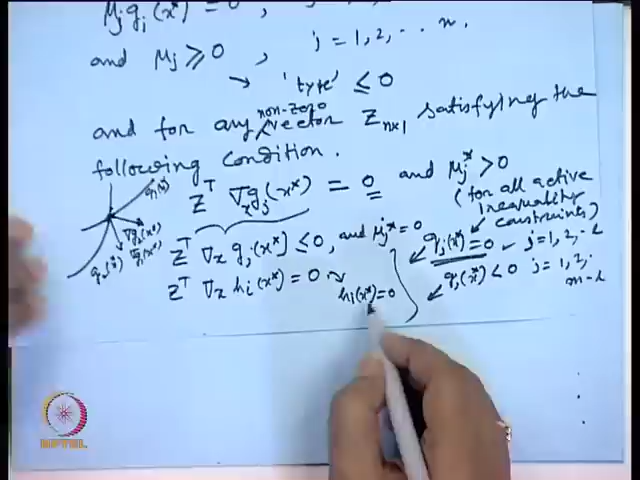 μj gj(x*) = 0 ,
and μj ≥ 0 , j = 1, 2, ·· m,
→ 'type' ≤ 0
and for any non-zero vector Z n×1 satisfying the
following condition.
Z^T ∇x gj(x*) = 0 and μj* > 0
(for all active
inequality
constraints)
Z^T ∇x gj(x*) ≤ 0, and μj* = 0
gj(x*) = 0 j = 1, 2, ·· l
Z^T ∇x hi(x*) = 0
hi(x*) = 0
gj(x*) < 0 j = 1, 2, ··
m-l
NPTEL